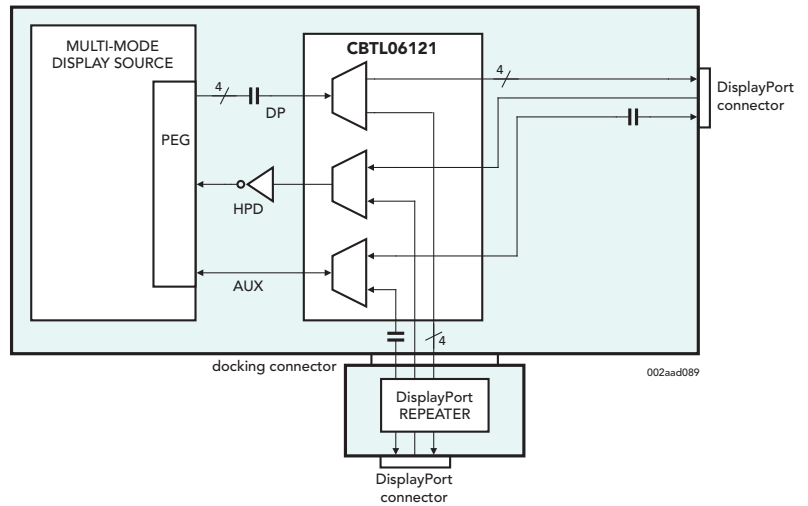 MULTI-MODE
DISPLAY SOURCE
CBTL06121
4
4
DP
DisplayPort
connector
PEG
HPD
AUX
4
docking connector
002aad089
DisplayPort
REPEATER
DisplayPort
connector